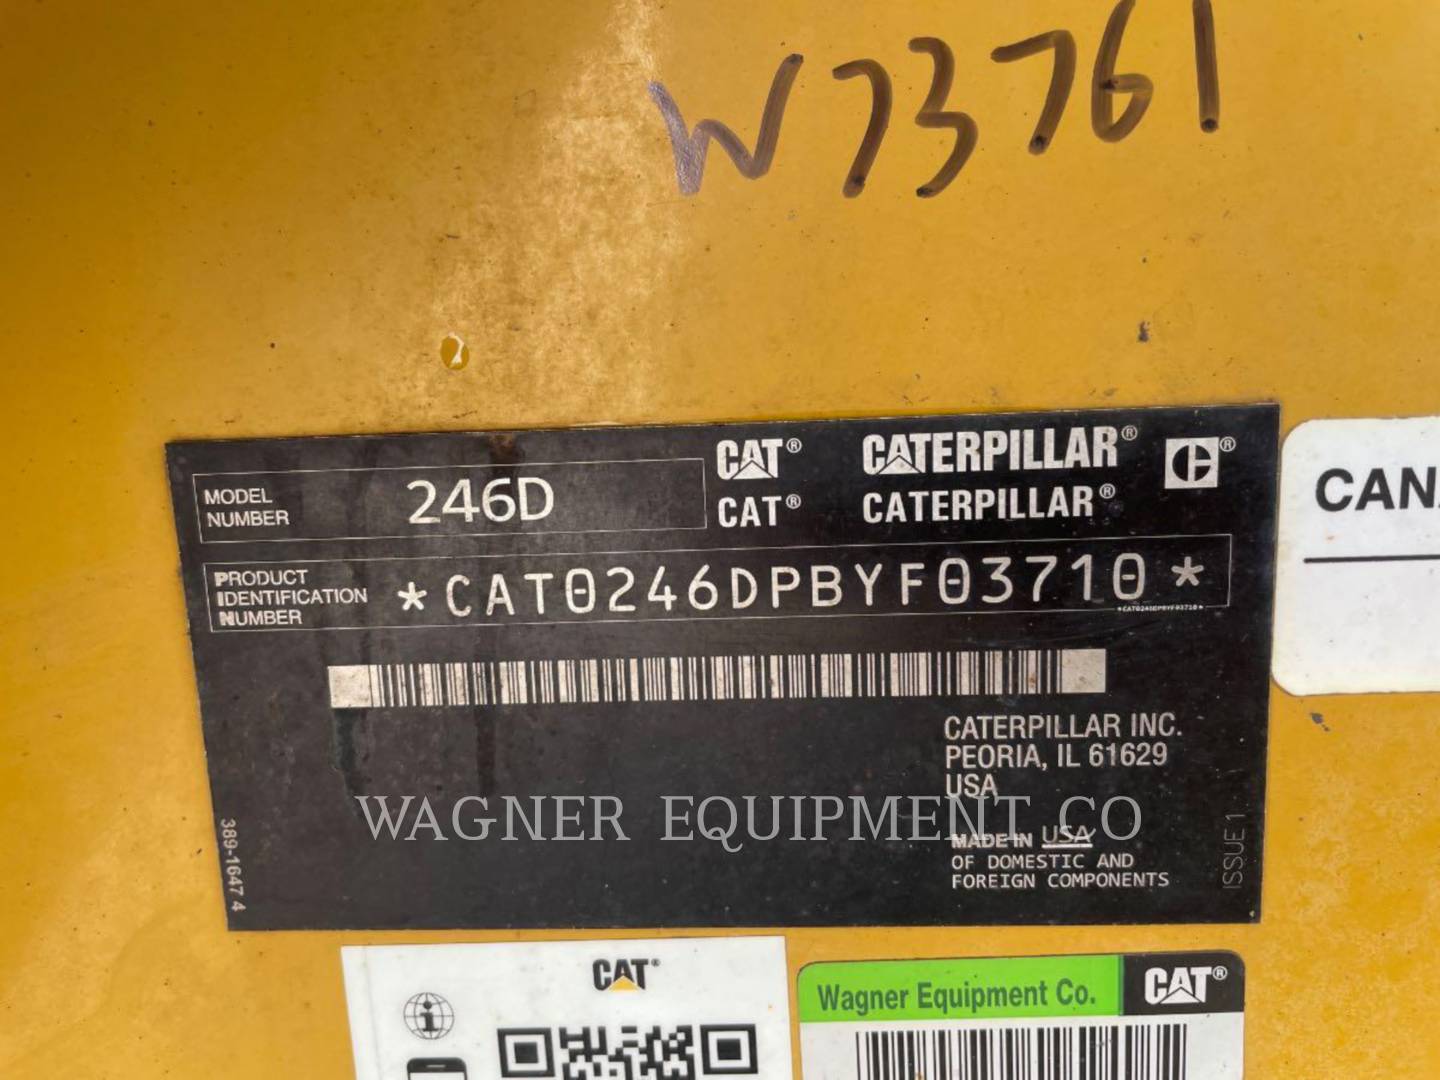 W73761
MODEL NUMBER 246D
CAT® CATERPILLAR®
CAT® CATERPILLAR®
PRODUCT IDENTIFICATION NUMBER *CAT0246DPBYF03710*
*CAT0246DPBYF03710*
CATERPILLAR INC.
PEORIA, IL 61629
USA
WAGNER EQUIPMENT CO
MADE IN USA
OF DOMESTIC AND
FOREIGN COMPONENTS
389-1647 4
ISSUE 1
CAN
CAT®
Wagner Equipment Co. CAT®